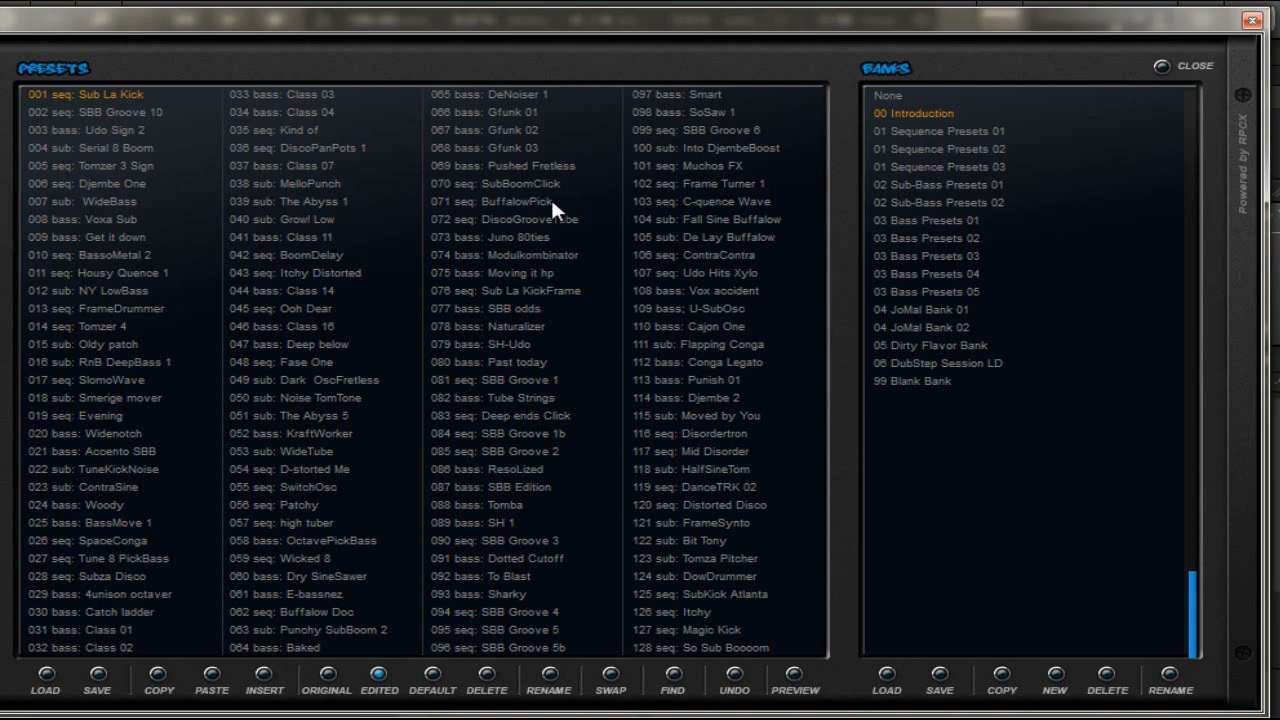 PRESETS
001 seq: Sub La Kick
002 seq: SBB Groove 10
003 bass: Udo Sign 2
004 sub: Serial 8 Boom
005 seq: Tomzer 3 Sign
006 seq: Djembe One
007 sub:  WideBass
008 bass: Voxa Sub
009 bass: Get it down
010 seq: BassoMetal 2
011 seq: Housy Quence 1
012 sub: NY LowBass
013 seq: FrameDrummer
014 seq: Tomzer 4
015 sub: Oldy patch
016 sub: RnB DeepBass 1
017 seq: SlomoWave
018 sub: Smerige mover
019 seq: Evening
020 bass: Widenotch
021 bass: Accento SBB
022 sub: TuneKickNoise
023 sub: ContraSine
024 bass: Woody
025 bass: BassMove 1
026 seq: SpaceConga
027 seq: Tune 8 PickBass
028 seq: Subza Disco
029 bass: 4unison octaver
030 bass: Catch ladder
031 bass: Class 01
032 bass: Class 02
033 bass: Class 03
034 bass: Class 04
035 seq: Kind of
036 seq: DiscoPanPots 1
037 bass: Class 07
038 sub: MelloPunch
039 sub: The Abyss 1
040 sub: Growl Low
041 bass: Class 11
042 seq: BoomDelay
043 seq: Itchy Distorted
044 bass: Class 14
045 sub: Ooh Dear
046 bass: Class 16
047 bass: Deep below
048 seq: Fase One
049 sub: Dark  OscFretless
050 sub: Noise TomTone
051 sub: The Abyss 5
052 bass: KraftWorker
053 sub: WideTube
054 seq: D-storted Me
055 seq: SwitchOsc
056 seq: Patchy
057 seq: high tuber
058 bass: OctavePickBass
059 seq: Wicked 8
060 bass: Dry SineSawer
061 bass: E-bassnez
062 seq: Buffalow Doc
063 sub: Punchy SubBoom 2
064 bass: Baked
065 bass: DeNoiser 1
066 bass: Gfunk 01
067 bass: Gfunk 02
068 bass: Gfunk 03
069 bass: Pushed Fretless
070 seq: SubBoomClick
071 seq: BuffalowPick
072 seq:
073 bass: Juno 80ties
074 bass: Modulkombinator
075 bass: Moving it hp
076 seq: Sub La KickFrame
077 bass: SBB odds
078 bass: Naturalizer
079 bass: SH-Udo
080 bass: Past today
081 seq: SBB Groove 1
082 bass: Tube Strings
083 seq: Deep ends Click
084 seq: SBB Groove 1b
085 seq: SBB Groove 2
086 bass: ResoLized
087 bass: SBB Edition
088 bass: Tomba
089 bass: SH 1
090 seq: SBB Groove 3
091 bass: Dotted Cutoff
092 bass: To Blast
093 bass: Sharky
094 seq: SBB Groove 4
095 seq: SBB Groove 5
096 seq: SBB Groove 5b
097 bass: Smart
098 bass: SoSaw 1
099 seq: SBB Groove 6
100 sub: Into DjembeBoost
101 seq: Muchos FX
102 seq: Frame Turner 1
103 seq: C-quence Wave
104 sub: Fall Sine Buffalow
105 sub: De Lay Buffalow
106 seq: ContraContra
107 seq: Udo Hits Xylo
108 bass: Vox accident
109 bass; U-SubOsc
110 bass: Cajon One
111 sub: Flapping Conga
112 bass: Conga Legato
113 bass: Punish 01
114 bass: Djembe 2
115 sub: Moved by You
116 seq: Disordertron
117 seq: Mid Disorder
118 sub: HalfSineTom
119 seq: DanceTRK 02
120 seq: Distorted Disco
121 sub: FrameSynto
122 sub: Bit Tony
123 sub: Tomza Pitcher
124 sub: DowDrummer
125 seq: SubKick Atlanta
126 seq: Itchy
127 seq: Magic Kick
128 seq: So Sub Boooom
LOAD SAVE COPY PASTE INSERT ORIGINAL EDITED DEFAULT DELETE RENAME SWAP FIND UNDO PREVIEW
BANKS
CLOSE
None
00 Introduction
01 Sequence Presets 01
01 Sequence Presets 02
01 Sequence Presets 03
02 Sub-Bass Presets 01
02 Sub-Bass Presets 02
03 Bass Presets 01
03 Bass Presets 02
03 Bass Presets 03
03 Bass Presets 04
03 Bass Presets 05
04 JoMal Bank 01
04 JoMal Bank 02
05 Dirty Flavor Bank
06 DubStep Session LD
99 Blank Bank
LOAD SAVE COPY NEW DELETE RENAME
Powered by RPCX